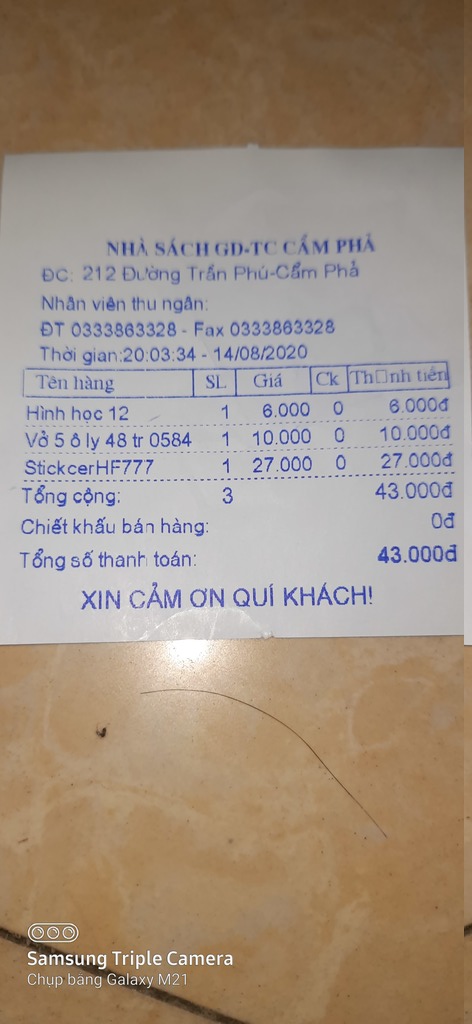 NHÀ SÁCH GD-TC CẨM PHẢ
ĐC: 212 Đường Trần Phú-Cẩm Phả
Nhân viên thu ngân:
ĐT 0333863328 - Fax 0333863328
Thời gian:20:03:34 - 14/08/2020
Tên hàng SL Giá Ck Th□nh tiền
Hình học 12 1 6.000 0 6.000đ
Vở 5 ô ly 48 tr 0584 1 10.000 0 10.000đ
StickcerHF777 1 27.000 0 27.000đ
Tổng cộng: 3 43.000đ
Chiết khấu bán hàng: 0đ
Tổng số thanh toán: 43.000đ
XIN CẢM ƠN QUÍ KHÁCH!
Samsung Triple Camera
Chụp bằng Galaxy M21